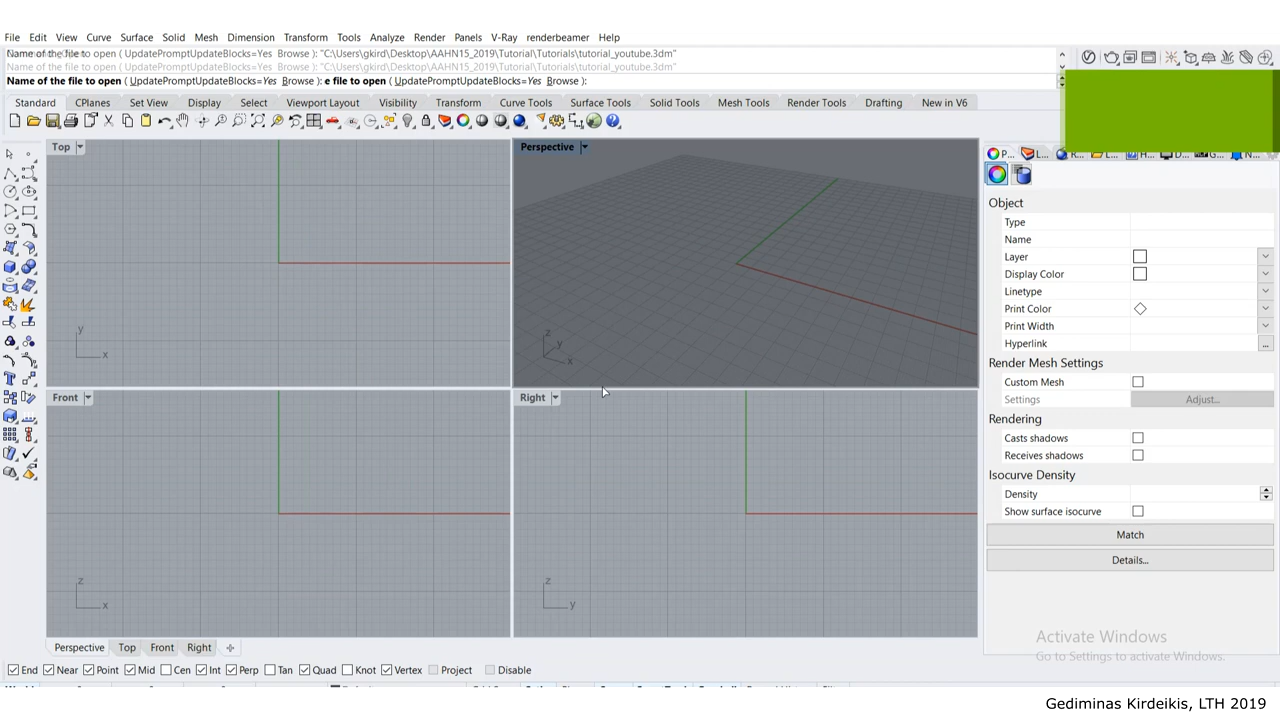 File Edit View Curve Surface Solid Mesh Dimension Transform Tools Analyze Render Panels V-Ray renderbeamer
Name of the file to open ( UpdatePromptUpdateBlocks=Yes Browse ): "C:\Users\gkird\Desktop\AAHN15_2019\Tutorial\Tutorials\tutorial_youtube.3dm"
Name of the file to open ( UpdatePromptUpdateBlocks=Yes Browse ): "C:\Users\gkird\Desktop\AAHN15_2019\Tutorial\Tutorials\tutorial_youtube.3dm"
Name of the file to open ( UpdatePromptUpdateBlocks=Yes Browse ): e file to open ( UpdatePromptUpdateBlocks=Yes Browse ):
Standard CPlanes Set View Display Select Viewport Layout Visibility Transform Curve Tools Surface Tools Solid Tools Mesh Tools Render Tools Drafting New in V6
Top
Perspective
P... L... R... L... H... D... G... N...
Object
Type
Name
Layer
Display Color
Linetype
Print Color
Print Width
Hyperlink ...
Render Mesh Settings
Custom Mesh
Settings Adjust...
Rendering
Casts shadows
Receives shadows
Isocurve Density
Density
Show surface isocurve
Match
Details...
y
x
z
y
x
Front
Right
z
x
z
y
Activate Windows
Go to Settings to activate Windows.
Perspective Top Front Right
End Near Point Mid Cen Int Perp Tan Quad Knot Vertex Project Disable
Gediminas Kirdeikis, LTH 2019